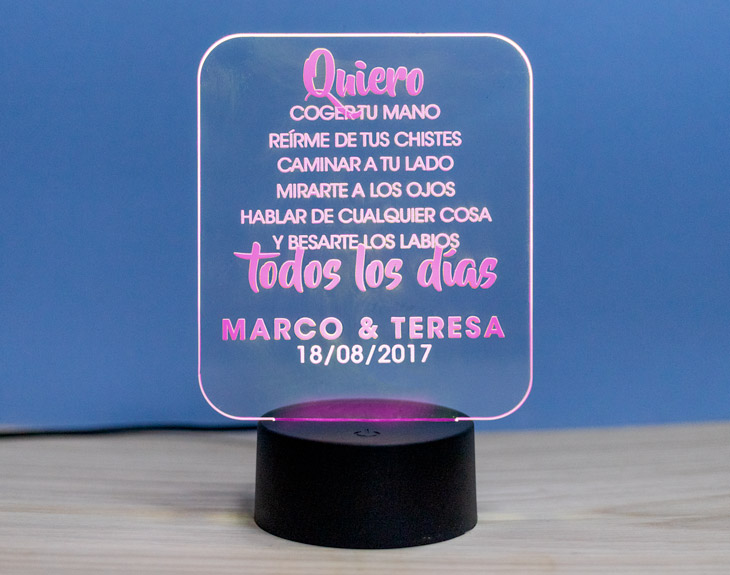 Quiero
COGER TU MANO
REÍRME DE TUS CHISTES
CAMINAR A TU LADO
MIRARTE A LOS OJOS
HABLAR DE CUALQUIER COSA
Y BESARTE LOS LABIOS
todos los días
MARCO & TERESA
18/08/2017